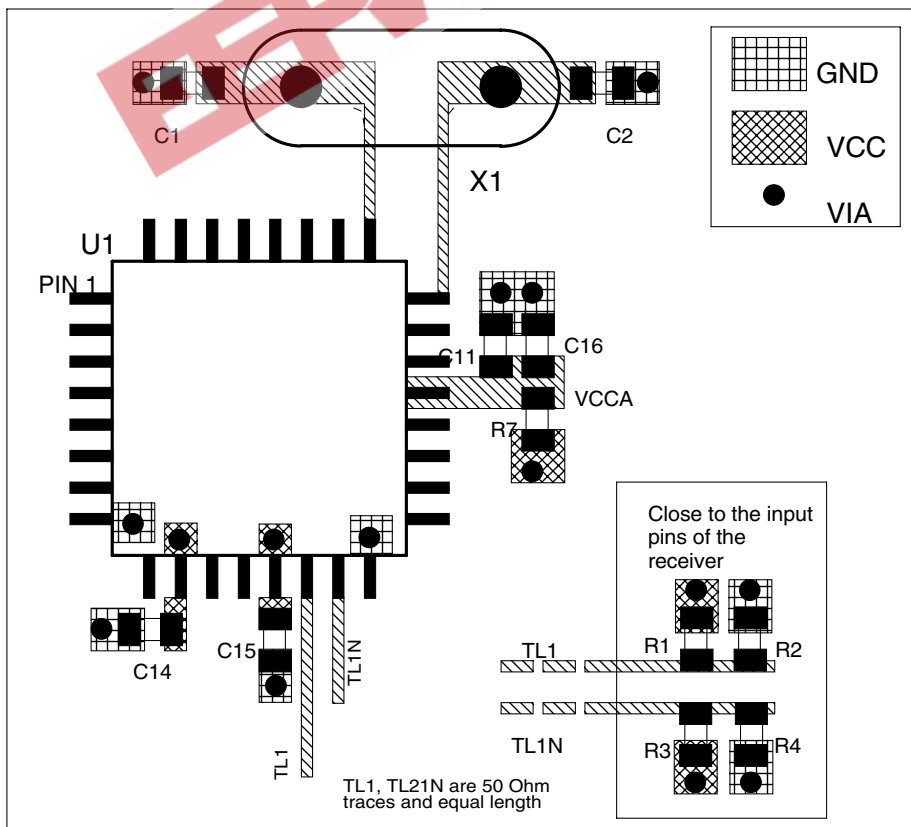 GND
VCC
VIA
C1
C2
X1
U1
PIN 1
C11
C16
VCCA
R7
Close to the input
pins of the
receiver
R1
R2
TL1
TL1N
R3
R4
C14
C15
TL1N
TL1
TL1, TL21N are 50 Ohm
traces and equal length